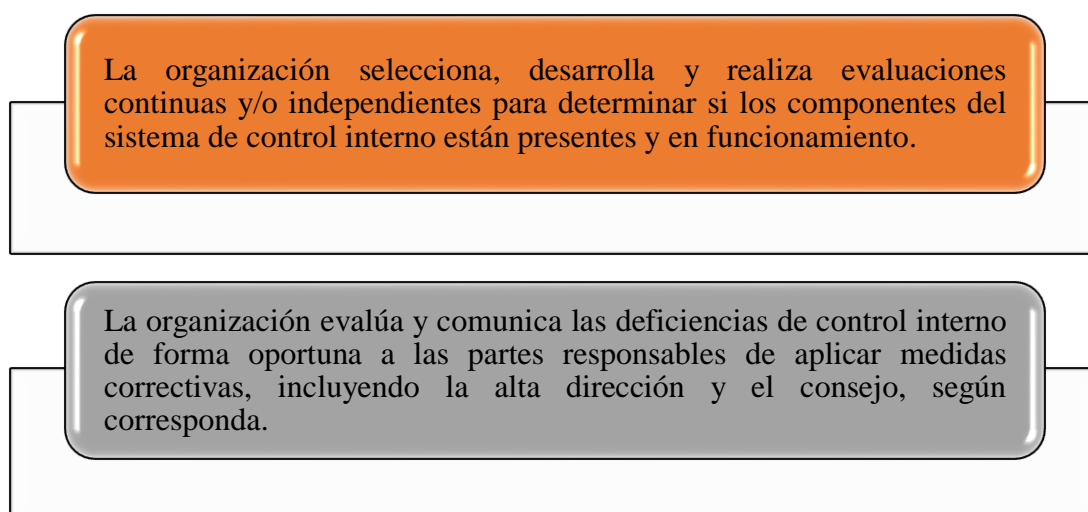 La organización selecciona, desarrolla y realiza evaluaciones
continuas y/o independientes para determinar si los componentes del
sistema de control interno están presentes y en funcionamiento.
La organización evalúa y comunica las deficiencias de control interno
de forma oportuna a las partes responsables de aplicar medidas
correctivas, incluyendo la alta dirección y el consejo, según
corresponda.